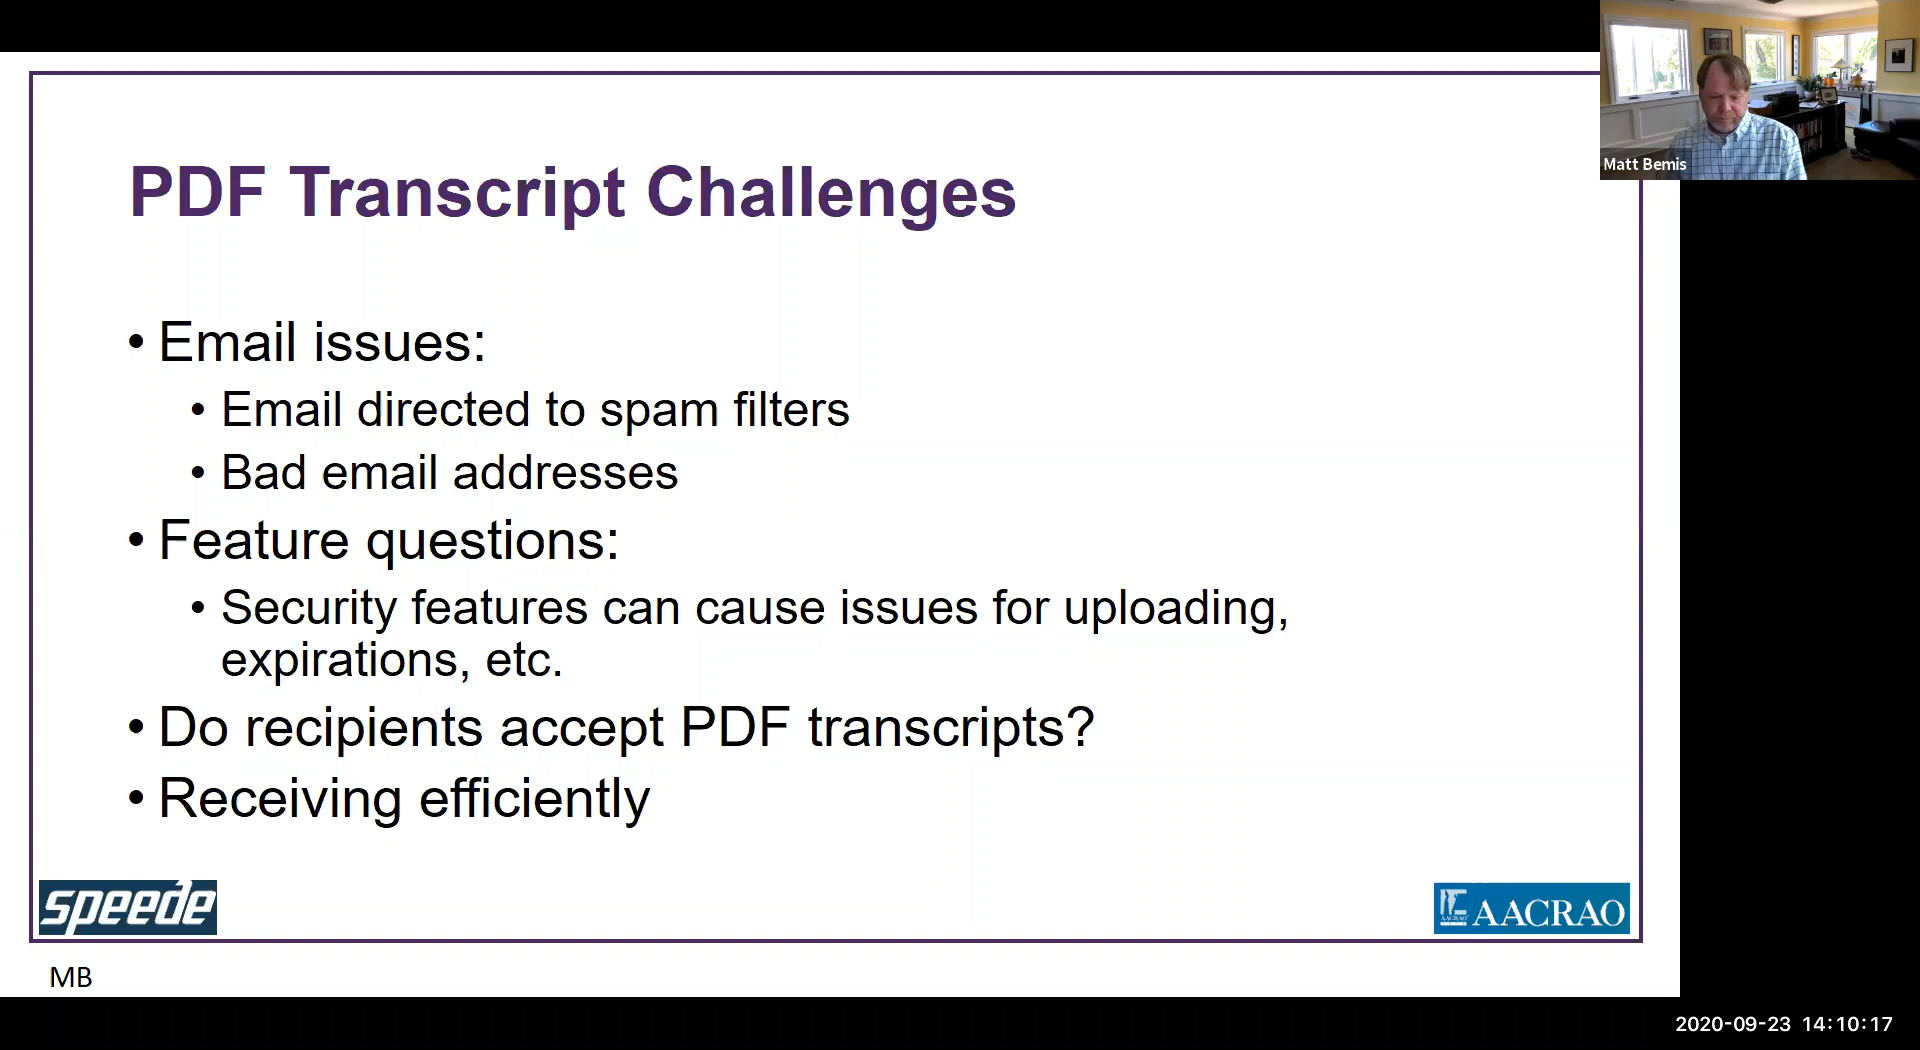 Matt Bemis
PDF Transcript Challenges
• Email issues:
• Email directed to spam filters
• Bad email addresses
• Feature questions:
• Security features can cause issues for uploading,
expirations, etc.
• Do recipients accept PDF transcripts?
• Receiving efficiently
speede
AACRAO
MB
2020-09-23 14:10:17